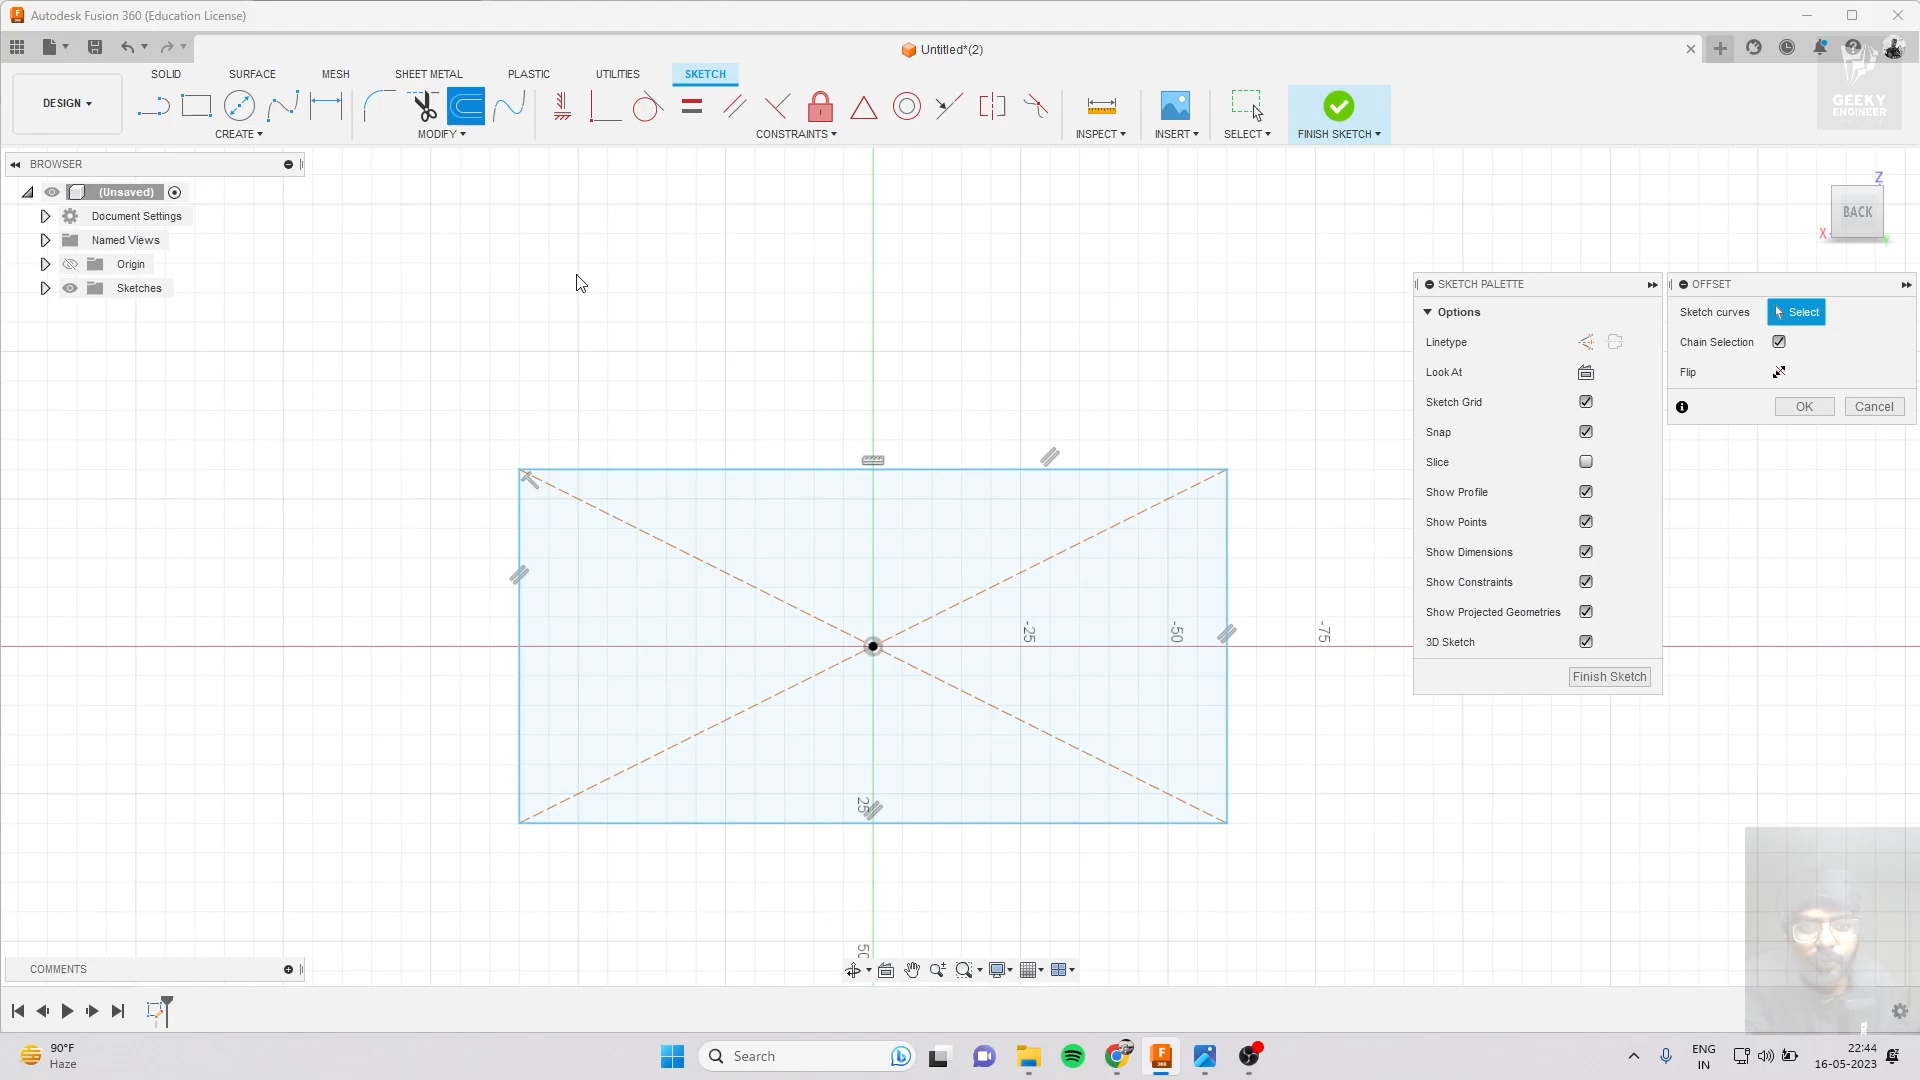 Autodesk Fusion 360 (Education License)
Untitled*(2)
SOLID SURFACE MESH SHEET METAL PLASTIC UTILITIES SKETCH
DESIGN
CREATE MODIFY CONSTRAINTS INSPECT INSERT SELECT FINISH SKETCH
GEEKY
ENGINEER
BROWSER
(Unsaved)
Document Settings
Named Views
Origin
Sketches
Z
BACK
X
Y
SKETCH PALETTE
Options
Linetype
Look At
Sketch Grid
Snap
Slice
Show Profile
Show Points
Show Dimensions
Show Constraints
Show Projected Geometries
3D Sketch
Finish Sketch
OFFSET
Sketch curves Select
Chain Selection
Flip
OK Cancel
-25
-50
-75
25
50
COMMENTS
90°F
Haze
Search
F
360
ENG
IN
22:44
16-05-2023